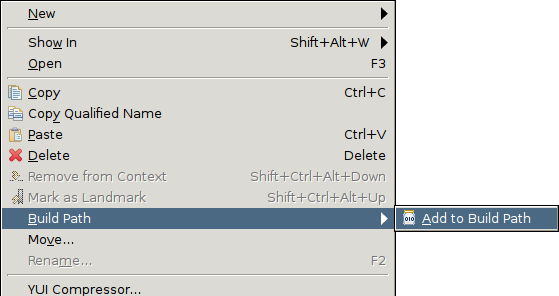 New
Show In Shift+Alt+W
Open F3
Copy Ctrl+C
Copy Qualified Name
Paste Ctrl+V
Delete Delete
Remove from Context Shift+Ctrl+Alt+Down
Mark as Landmark Shift+Ctrl+Alt+Up
Build Path Add to Build Path
Move...
Rename... F2
YUI Compressor...